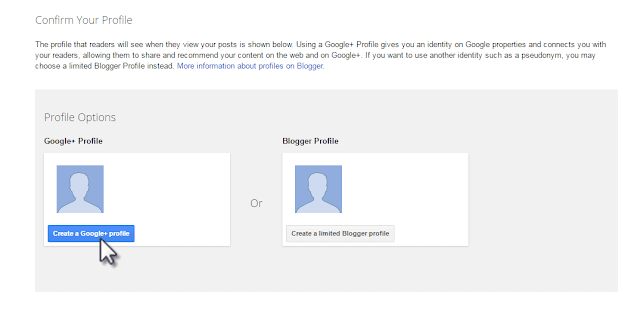 Confirm Your Profile
The profile that readers will see when they view your posts is shown below. Using a Google+ Profile gives you an identity on Google properties and connects you with
your readers, allowing them to share and recommend your content on the web and on Google+. If you want to use another identity such as a pseudonym, you may
choose a limited Blogger Profile instead. More information about profiles on Blogger.
Profile Options
Google+ Profile
Blogger Profile
Or
Create a Google+ profile
Create a limited Blogger profile